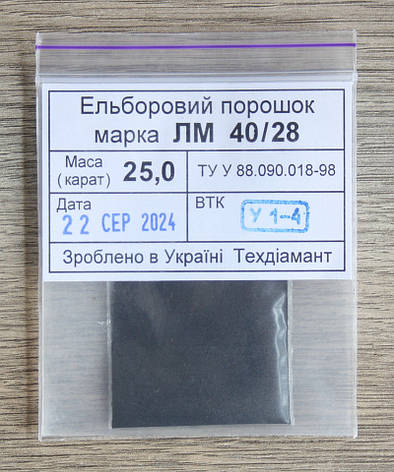 Ельборовий порошок
марка ЛМ 40/28
Маса (карат) 25,0 ТУ У 88.090.018-98
Дата ВТК
22 СЕР 2024 У 1-4
Зроблено в Україні Техдіамант